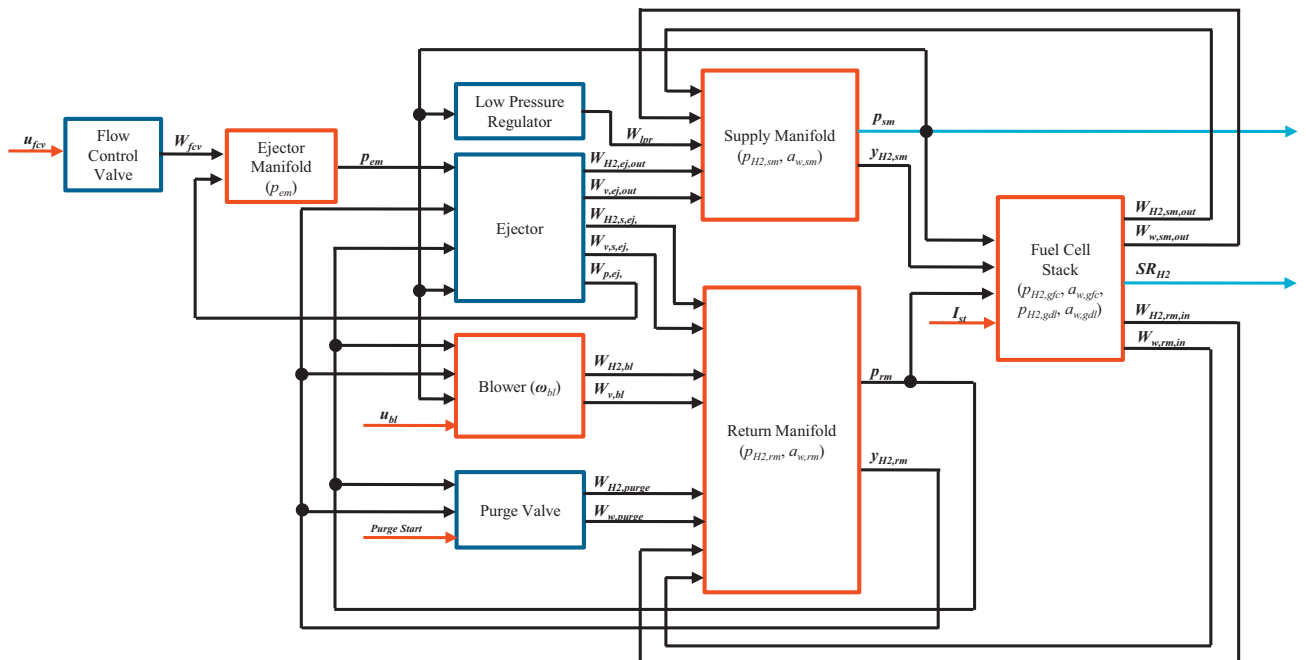 u_fcv
Flow
Control
Valve
W_fcv
Ejector
Manifold
(p_em)
p_em
Low Pressure
Regulator
W_lpr
Ejector
W_H2,ej,out
W_v,ej,out
W_H2,s,ej,
W_v,s,ej,
W_p,ej,
Supply Manifold
(p_H2,sm, a_w,sm)
p_sm
y_H2,sm
Blower (ω_bl)
u_bl
W_H2,bl
W_v,bl
Purge Valve
Purge Start
W_H2,purge
W_w,purge
Return Manifold
(p_H2,rm, a_w,rm)
p_rm
y_H2,rm
I_st
Fuel Cell
Stack
(p_H2,gfc, a_w,gfc,
p_H2,gdl, a_w,gdl)
W_H2,sm,out
W_w,sm,out
SR_H2
W_H2,rm,in
W_w,rm,in